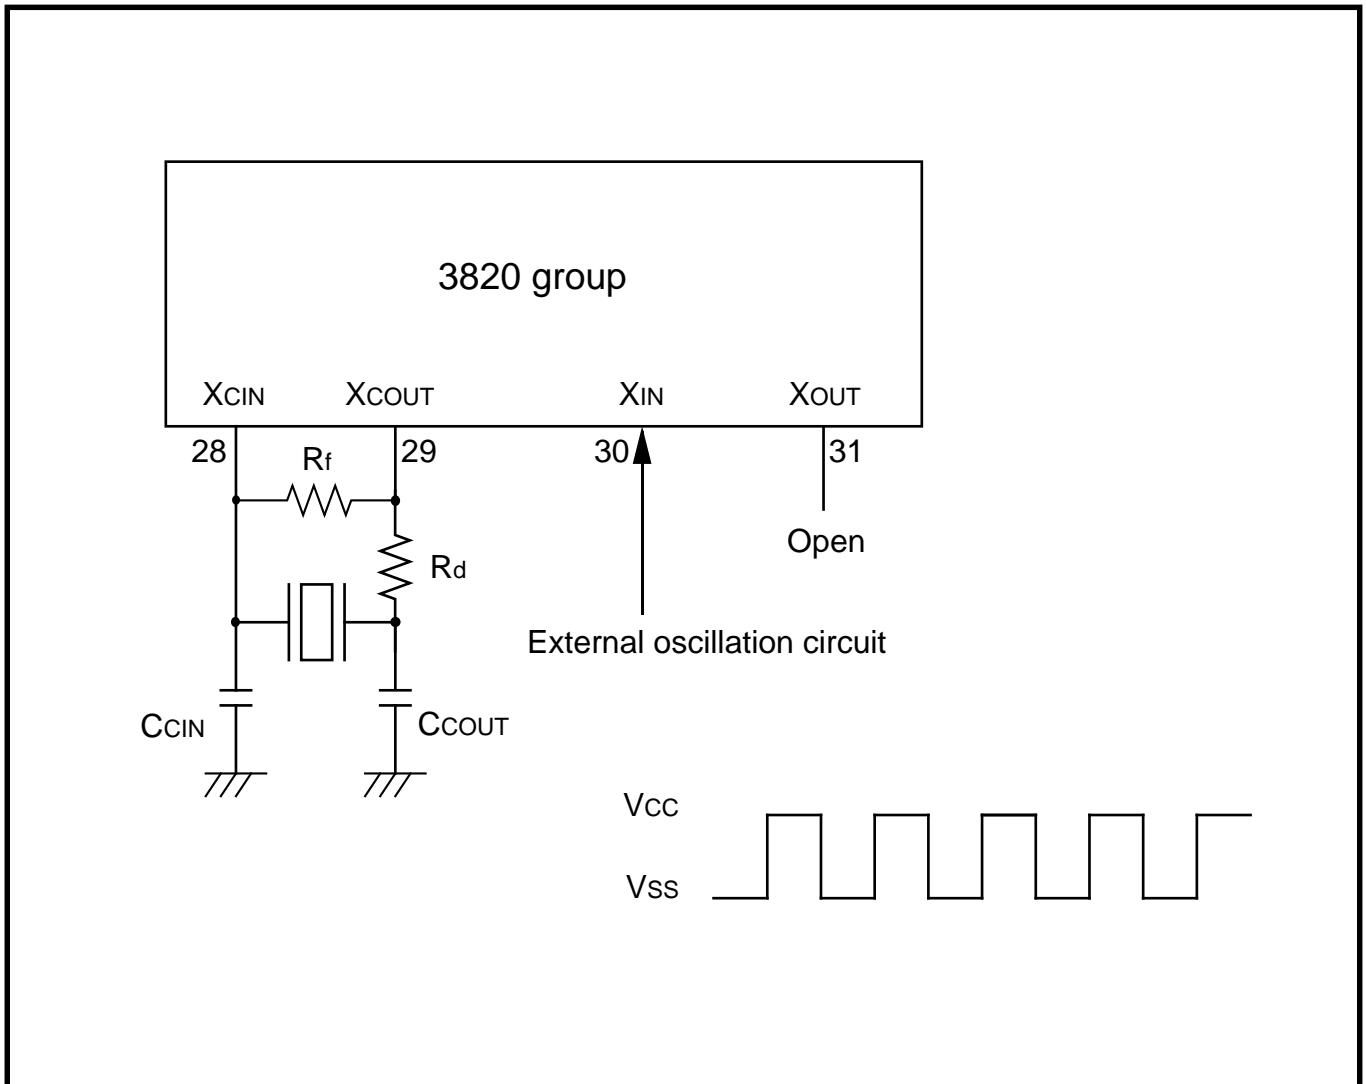 3820 group
XCIN XCOUT XIN XOUT
28 29 30 31
Rf
Open
Rd
External oscillation circuit
CCIN CCOUT
VCC
VSS